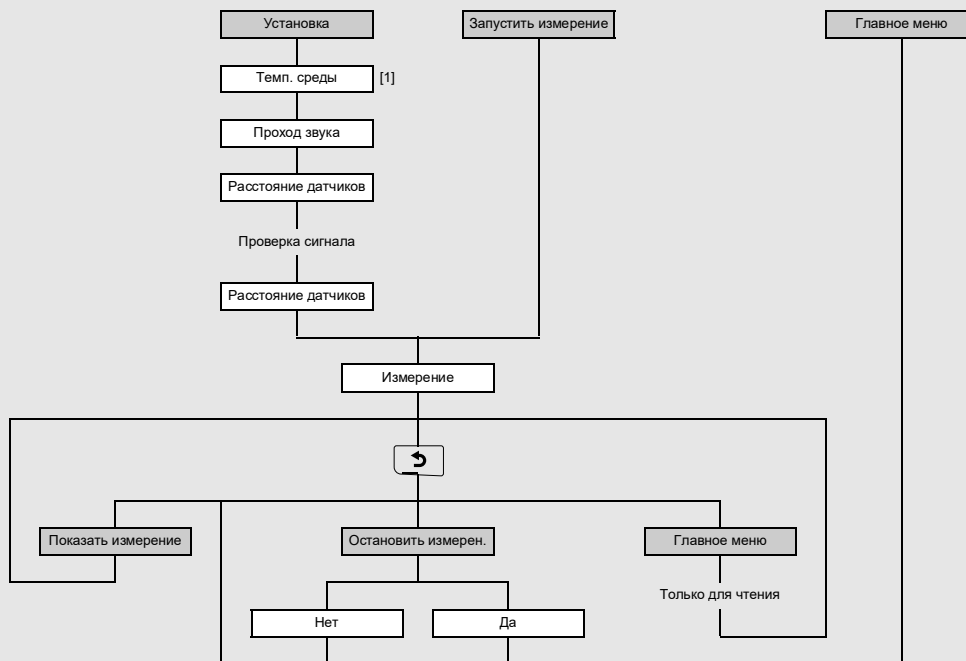 Установка
Запустить измерение
Главное меню
Темп. среды
[1]
Проход звука
Расстояние датчиков
Проверка сигнала
Расстояние датчиков
Измерение
Показать измерение
Остановить измерен.
Главное меню
Только для чтения
Нет
Да